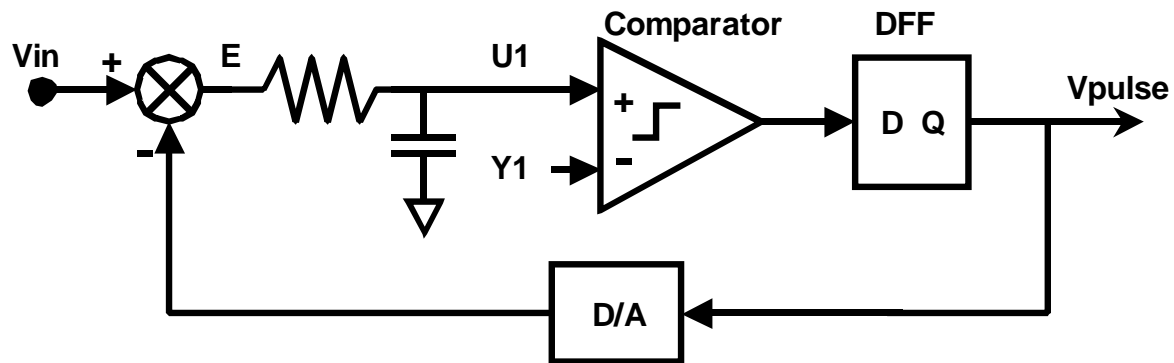 Comparator
DFF
Vin
+
E
U1
Vpulse
+
-
D Q
-
Y1
D/A